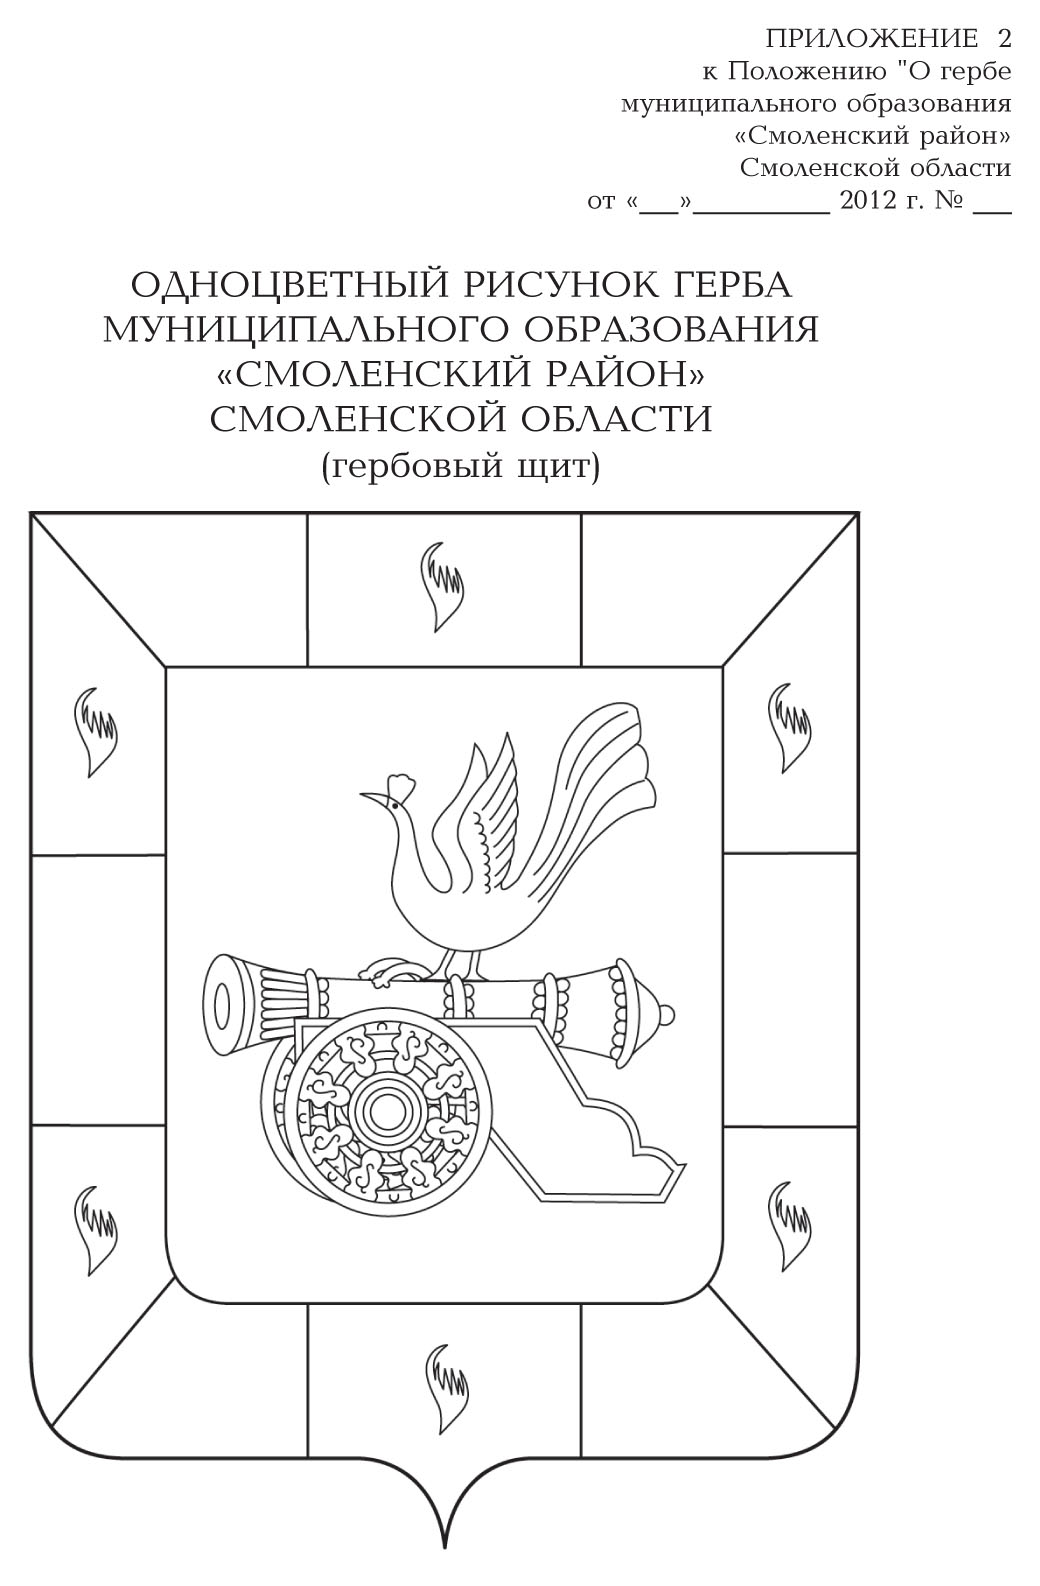 ПРИЛОЖЕНИЕ 2
к Положению "О гербе
муниципального образования
«Смоленский район»
Смоленской области
от «___»__________ 2012 г. № ___
ОДНОЦВЕТНЫЙ РИСУНОК ГЕРБА
МУНИЦИПАЛЬНОГО ОБРАЗОВАНИЯ
«СМОЛЕНСКИЙ РАЙОН»
СМОЛЕНСКОЙ ОБЛАСТИ
(гербовый щит)